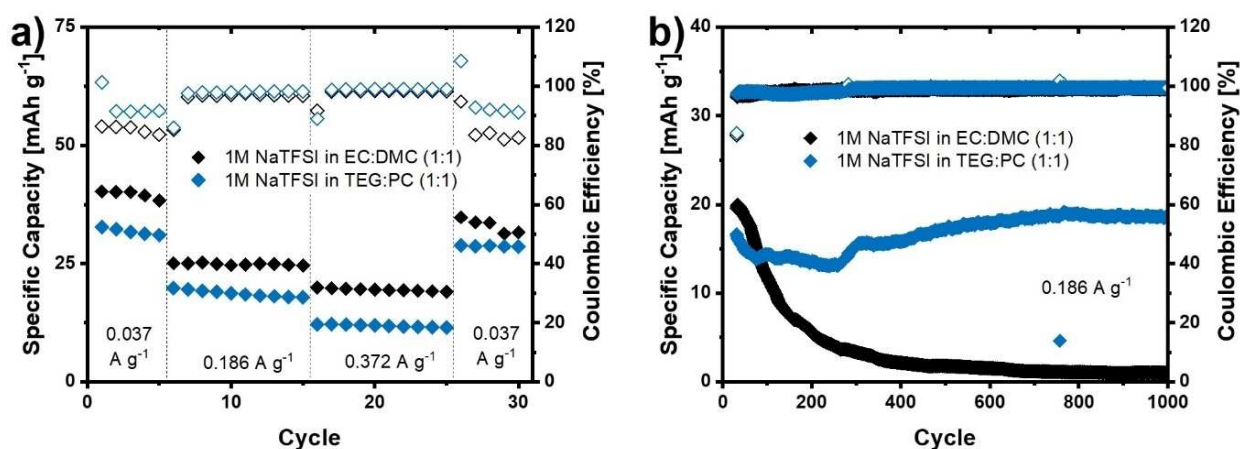 a)
Specific Capacity [mAh g⁻¹]
75
50
25
0
120
100
80
60
40
20
0
Coulombic Efficiency [%]
1M NaTFSI in EC:DMC (1:1)
1M NaTFSI in TEG:PC (1:1)
0.037
A g⁻¹
0.186 A g⁻¹
0.372 A g⁻¹
0.037
A g⁻¹
0
10
20
30
Cycle
b)
Specific Capacity [mAh g⁻¹]
40
30
20
10
0
120
100
80
60
40
20
0
Coulombic Efficiency [%]
1M NaTFSI in EC:DMC (1:1)
1M NaTFSI in TEG:PC (1:1)
0.186 A g⁻¹
0
200
400
600
800
1000
Cycle